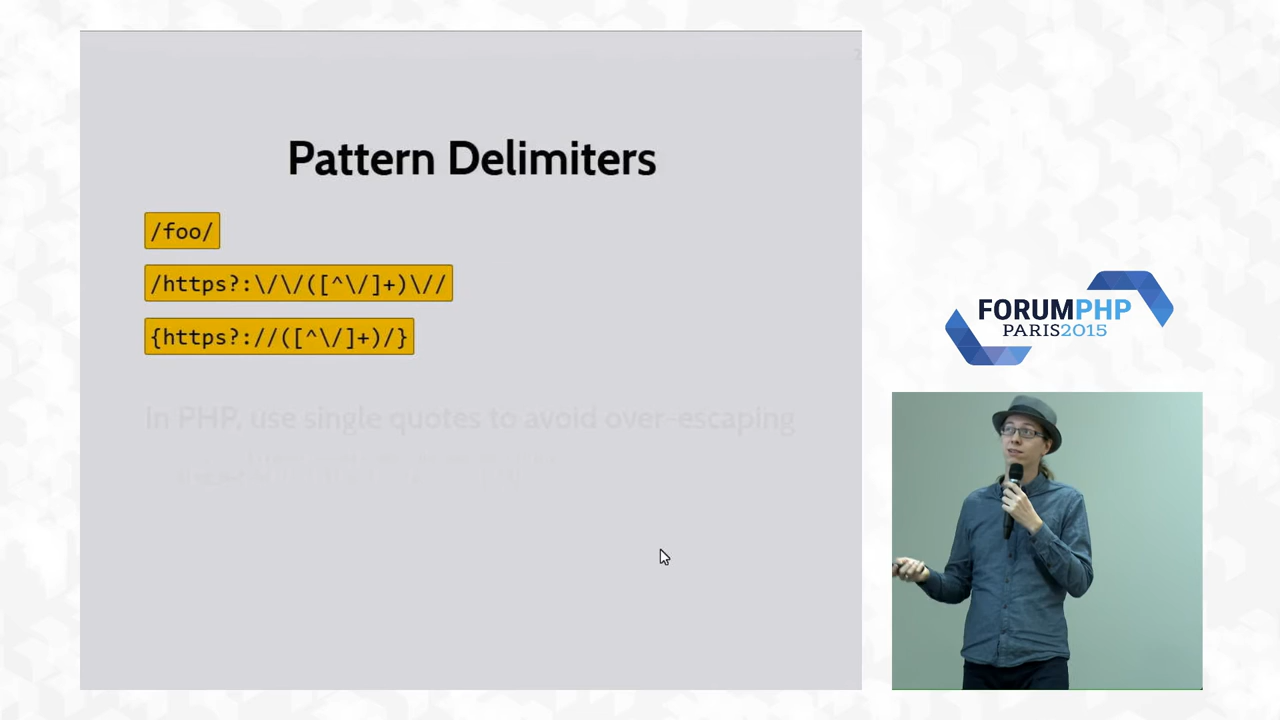 Pattern Delimiters
/foo/
/https?:\/\/([^\/]+)\//
{https?://([^\/]+)/}
In PHP, use single quotes to avoid over-escaping
FORUMPHP
PARIS2015